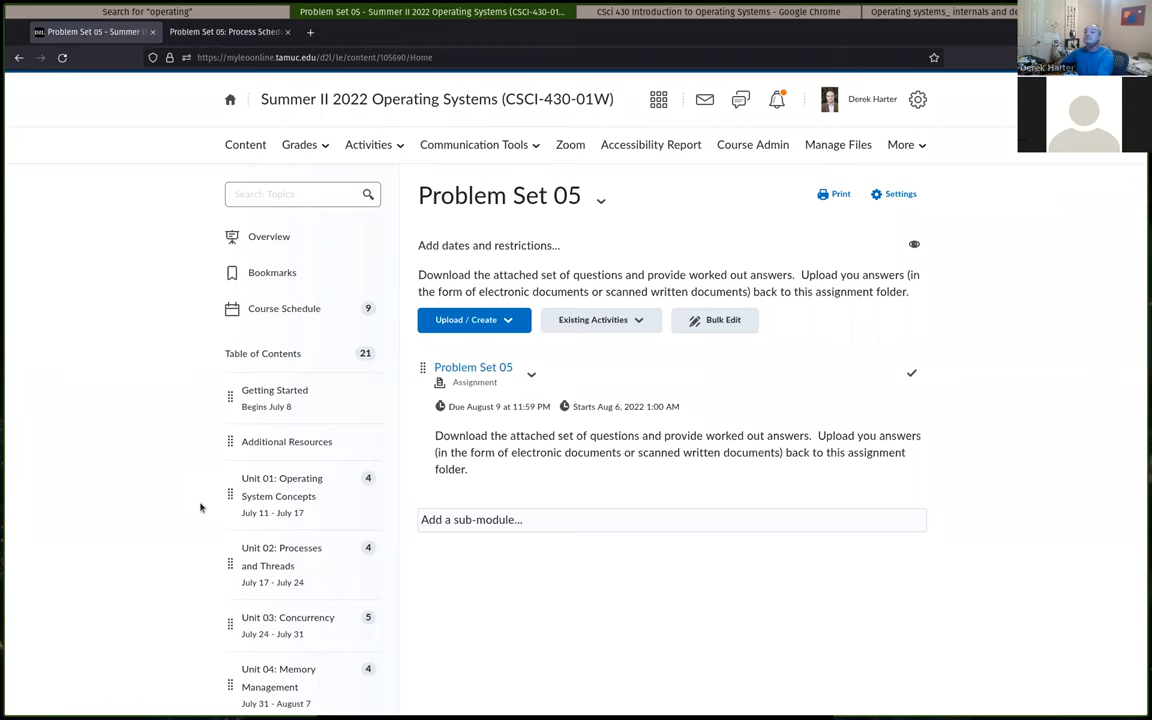 Search for "operating"
Problem Set 05 - Summer II 2022 Operating Systems (CSCI-430-01...
CSci 430 Introduction to Operating Systems - Google Chrome
Operating systems_ internals and de
Problem Set 05 - Summer II
Problem Set 05: Process Sched
https://myleoonline.tamuc.edu/d2l/le/content/105690/Home
Derek Harter
Summer II 2022 Operating Systems (CSCI-430-01W)
Derek Harter
Content
Grades
Activities
Communication Tools
Zoom
Accessibility Report
Course Admin
Manage Files
More
Search Topics
Overview
Bookmarks
Course Schedule
9
Table of Contents
21
Getting Started
Begins July 8
Additional Resources
Unit 01: Operating
System Concepts
4
July 11 - July 17
Unit 02: Processes
and Threads
4
July 17 - July 24
Unit 03: Concurrency
5
July 24 - July 31
Unit 04: Memory
Management
4
July 31 - August 7
Problem Set 05
Print
Settings
Add dates and restrictions...
Download the attached set of questions and provide worked out answers. Upload you answers (in
the form of electronic documents or scanned written documents) back to this assignment folder.
Upload / Create
Existing Activities
Bulk Edit
Problem Set 05
Assignment
Due August 9 at 11:59 PM
Starts Aug 6, 2022 1:00 AM
Download the attached set of questions and provide worked out answers. Upload you answers
(in the form of electronic documents or scanned written documents) back to this assignment
folder.
Add a sub-module...